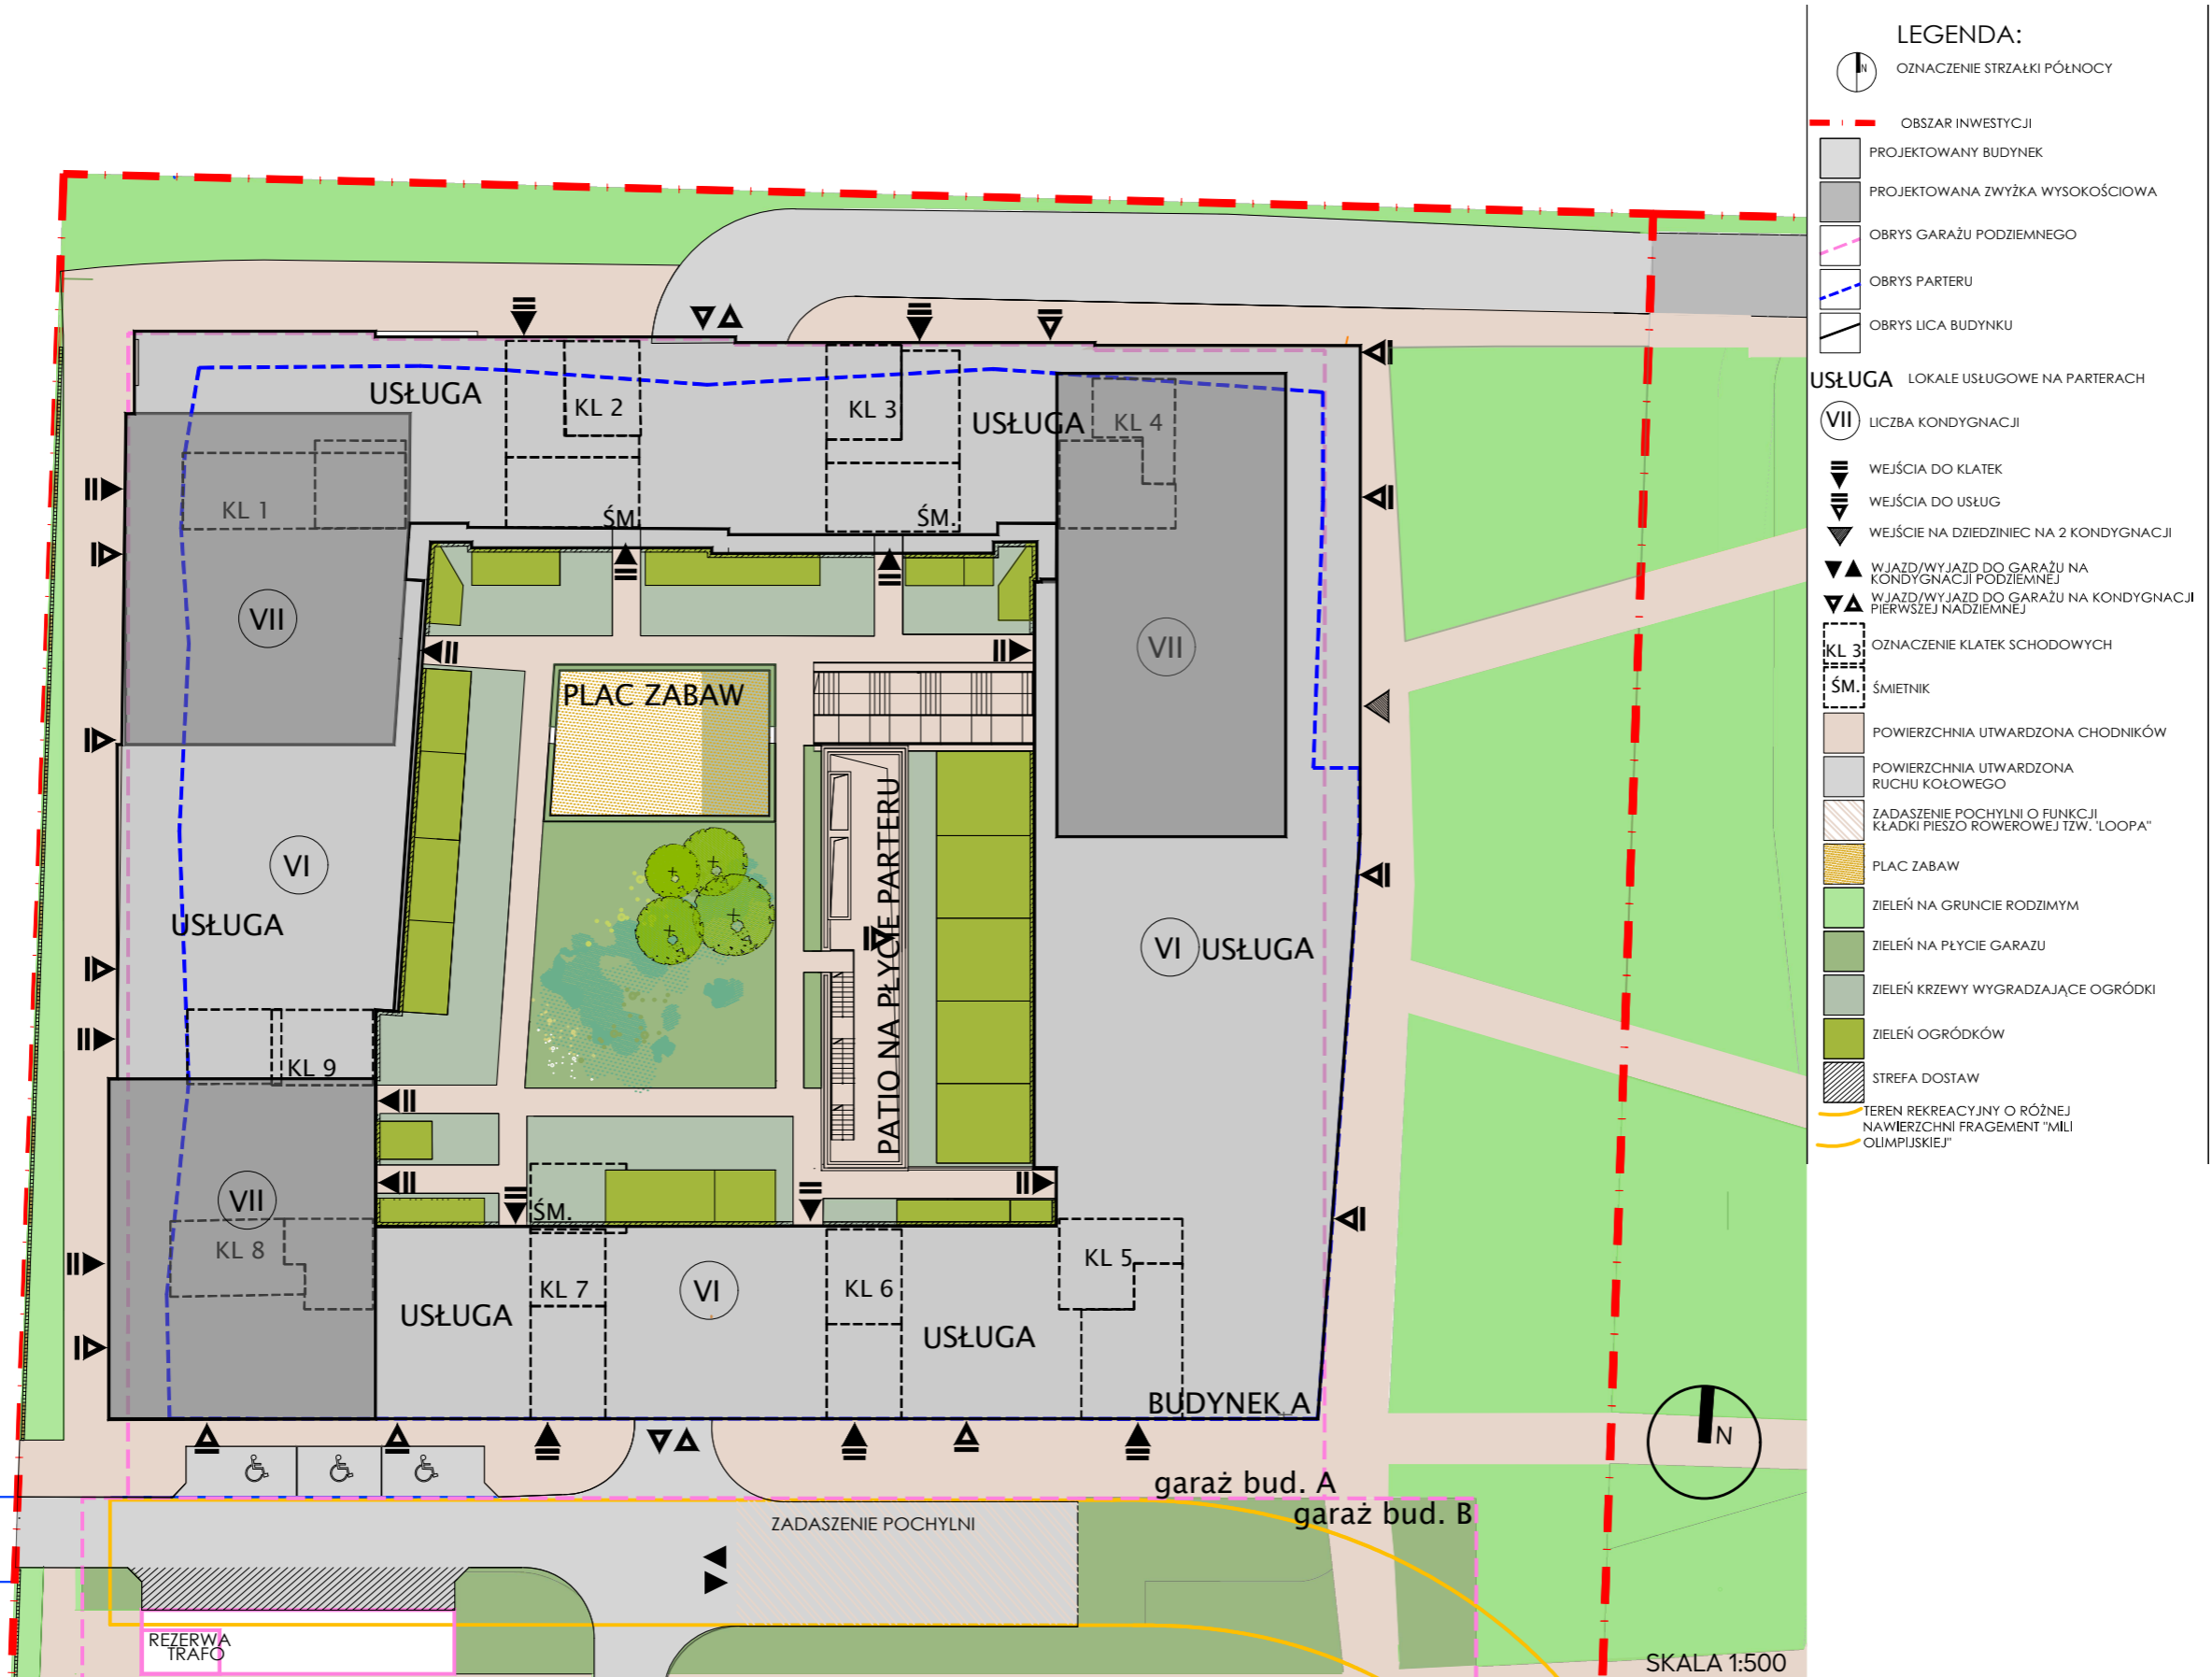 USŁUGA
KL 2
KL 3
USŁUGA
KL 4
KL 1
ŚM.
ŚM.
VII
VII
PLAC ZABAW
PATIO NA PŁYCIE PARTERU
VI
USŁUGA
VI
USŁUGA
KL 9
VII
KL 8
ŚM.
KL 7
VI
KL 6
KL 5
USŁUGA
USŁUGA
BUDYNEK A
garaż bud. A
garaż bud. B
ZADASZENIE POCHYLNI
REZERWA
TRAFO
N
SKALA 1:500
LEGENDA:
N
OZNACZENIE STRZAŁKI PÓŁNOCY
OBSZAR INWESTYCJI
PROJEKTOWANY BUDYNEK
PROJEKTOWANA ZWYŻKA WYSOKOŚCIOWA
OBRYS GARAŻU PODZIEMNEGO
OBRYS PARTERU
OBRYS LICA BUDYNKU
USŁUGA LOKALE USŁUGOWE NA PARTERACH
VII LICZBA KONDYGNACJI
WEJŚCIA DO KLATEK
WEJŚCIA DO USŁUG
WEJŚCIE NA DZIEDZINIEC NA 2 KONDYGNACJI
WJAZD/WYJAZD DO GARAŻU NA
KONDYGNACJI PODZIEMNEJ
WJAZD/WYJAZD DO GARAŻU NA KONDYGNACJI
PIERWSZEJ NADZIEMNEJ
KL 3 OZNACZENIE KLATEK SCHODOWYCH
ŚM. ŚMIETNIK
POWIERZCHNIA UTWARDZONA CHODNIKÓW
POWIERZCHNIA UTWARDZONA
RUCHU KOŁOWEGO
ZADASZENIE POCHYLNI O FUNKCJI
KŁADKI PIESZO ROWEROWEJ TZW. 'LOOPA"
PLAC ZABAW
ZIELEŃ NA GRUNCIE RODZIMYM
ZIELEŃ NA PŁYCIE GARAZU
ZIELEŃ KRZEWY WYGRADZAJĄCE OGRÓDKI
ZIELEŃ OGRÓDKÓW
STREFA DOSTAW
TEREN REKREACYJNY O RÓŻNEJ
NAWIERZCHNI FRAGEMENT "MILI
OLIMPIJSKIEJ"